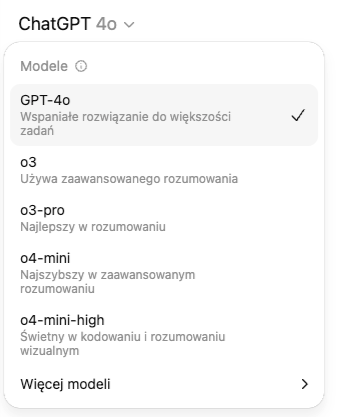 ChatGPT 4o
Modele
GPT-4o
Wspaniałe rozwiązanie do większości
zadań
o3
Używa zaawansowanego rozumowania
o3-pro
Najlepszy w rozumowaniu
o4-mini
Najszybszy w zaawansowanym
rozumowaniu
o4-mini-high
Świetny w kodowaniu i rozumowaniu
wizualnym
Więcej modeli